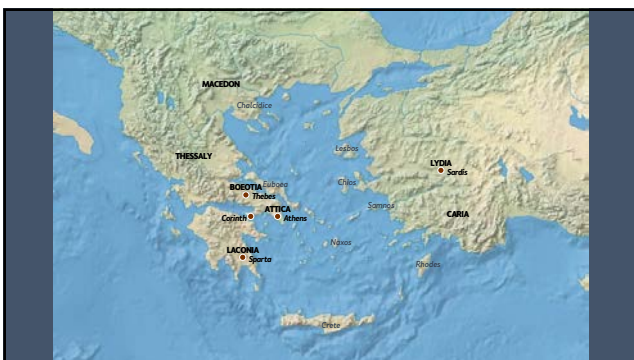 MACEDON
Chalcidice
THESSALY
Lesbos
LYDIA
Sardis
BOEOTIA
Euboea
Thebes
Chios
ATTICA
Corinth
Athens
Samnos
CARIA
Naxos
LACONIA
Sparta
Rhodes
Crete